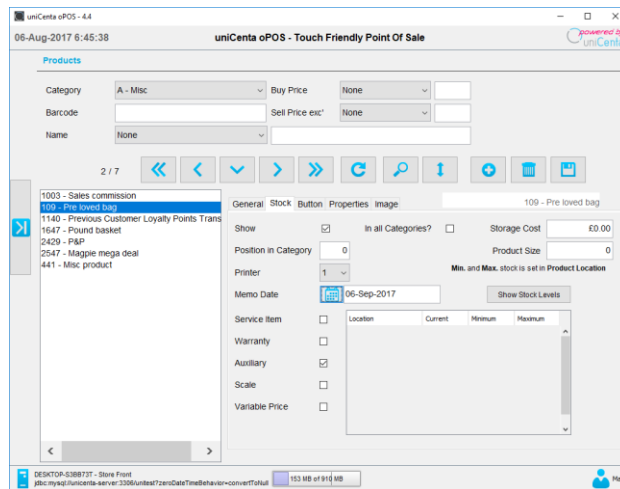 uniCenta oPOS - 4.4
06-Aug-2017 6:45:38 uniCenta oPOS - Touch Friendly Point Of Sale powered by uniCenta
Products
Category A - Misc Buy Price None
Barcode Sell Price exc' None
Name None
2 / 7
1003 - Sales commission
109 - Pre loved bag
1140 - Previous Customer Loyalty Points Trans
1647 - Pound basket
2429 - P&P
2547 - Magpie mega deal
441 - Misc product
General Stock Button Properties Image 109 - Pre loved bag
Show In all Categories? Storage Cost £0.00
Position in Category 0 Product Size 0
Printer 1 Min. and Max. stock is set in Product Location
Memo Date 06-Sep-2017 Show Stock Levels
Service Item Location Current Minimum Maximum
Warranty
Auxiliary
Scale
Variable Price
DESKTOP-S3BB73T - Store Front
jdbc:mysql://unicenta-server:3306/unitest?zeroDateTimeBehavior=convertToNull 153 MB of 910 MB